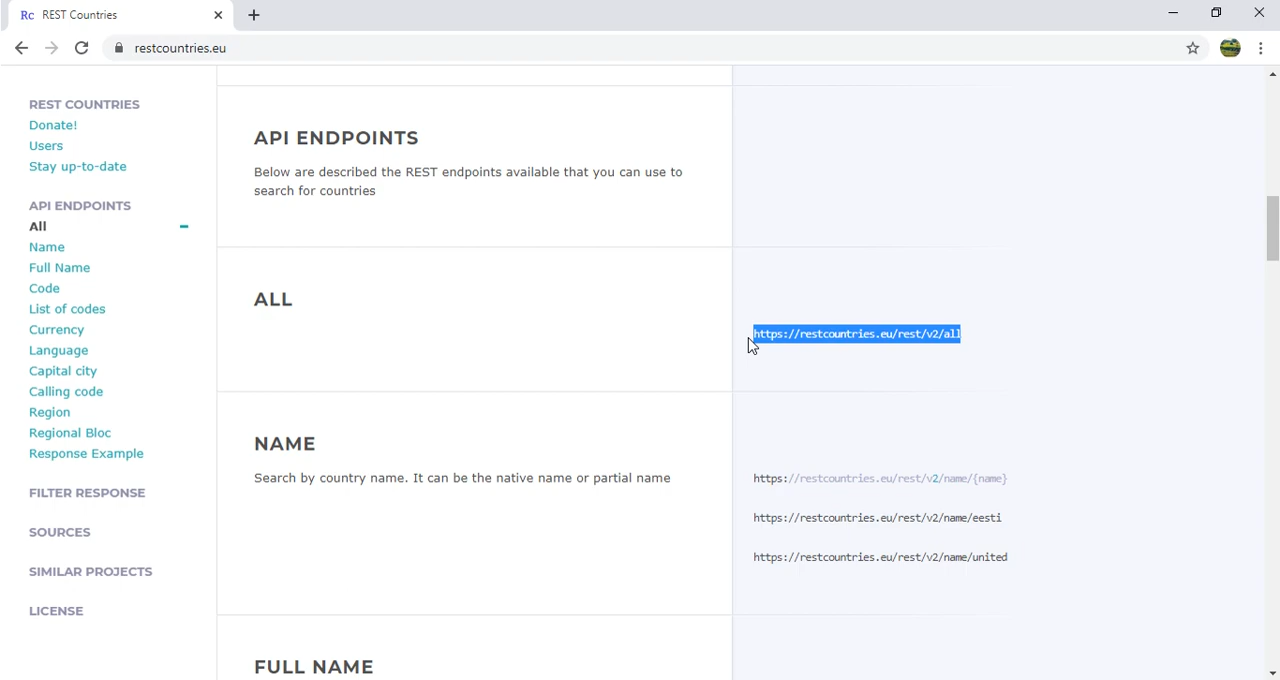 Rc REST Countries
restcountries.eu
REST COUNTRIES
Donate!
Users
Stay up-to-date
API ENDPOINTS
All
Name
Full Name
Code
List of codes
Currency
Language
Capital city
Calling code
Region
Regional Bloc
Response Example
FILTER RESPONSE
SOURCES
SIMILAR PROJECTS
LICENSE
API ENDPOINTS
Below are described the REST endpoints available that you can use to
search for countries
ALL
https://restcountries.eu/rest/v2/all
NAME
Search by country name. It can be the native name or partial name
https://restcountries.eu/rest/v2/name/{name}
https://restcountries.eu/rest/v2/name/eesti
https://restcountries.eu/rest/v2/name/united
FULL NAME